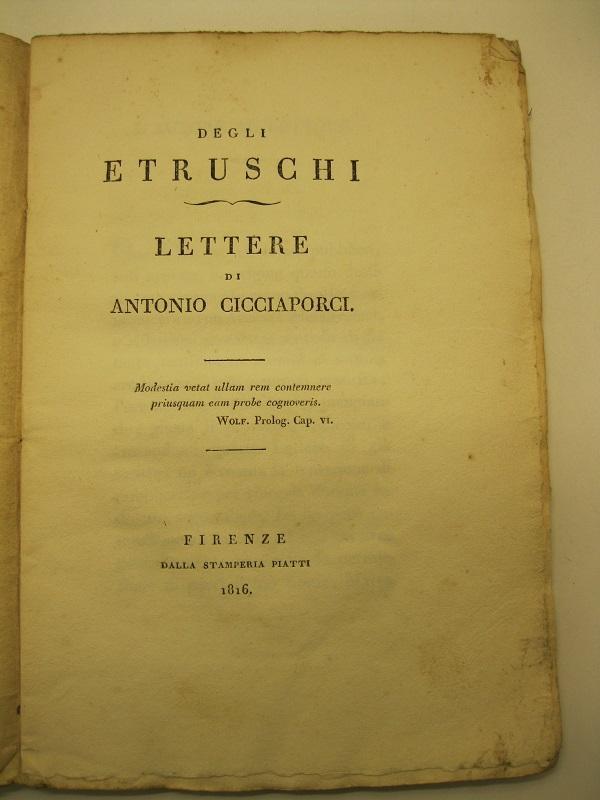 DEGLI
ETRUSCHI
LETTERE
DI
ANTONIO CICCIAPORCI.
Modestia vetat ullam rem contemnere
priusquam eam probe cognoveris.
WOLF. Prolog. Cap. VI.
FIRENZE
DALLA STAMPERIA PIATTI
1816.